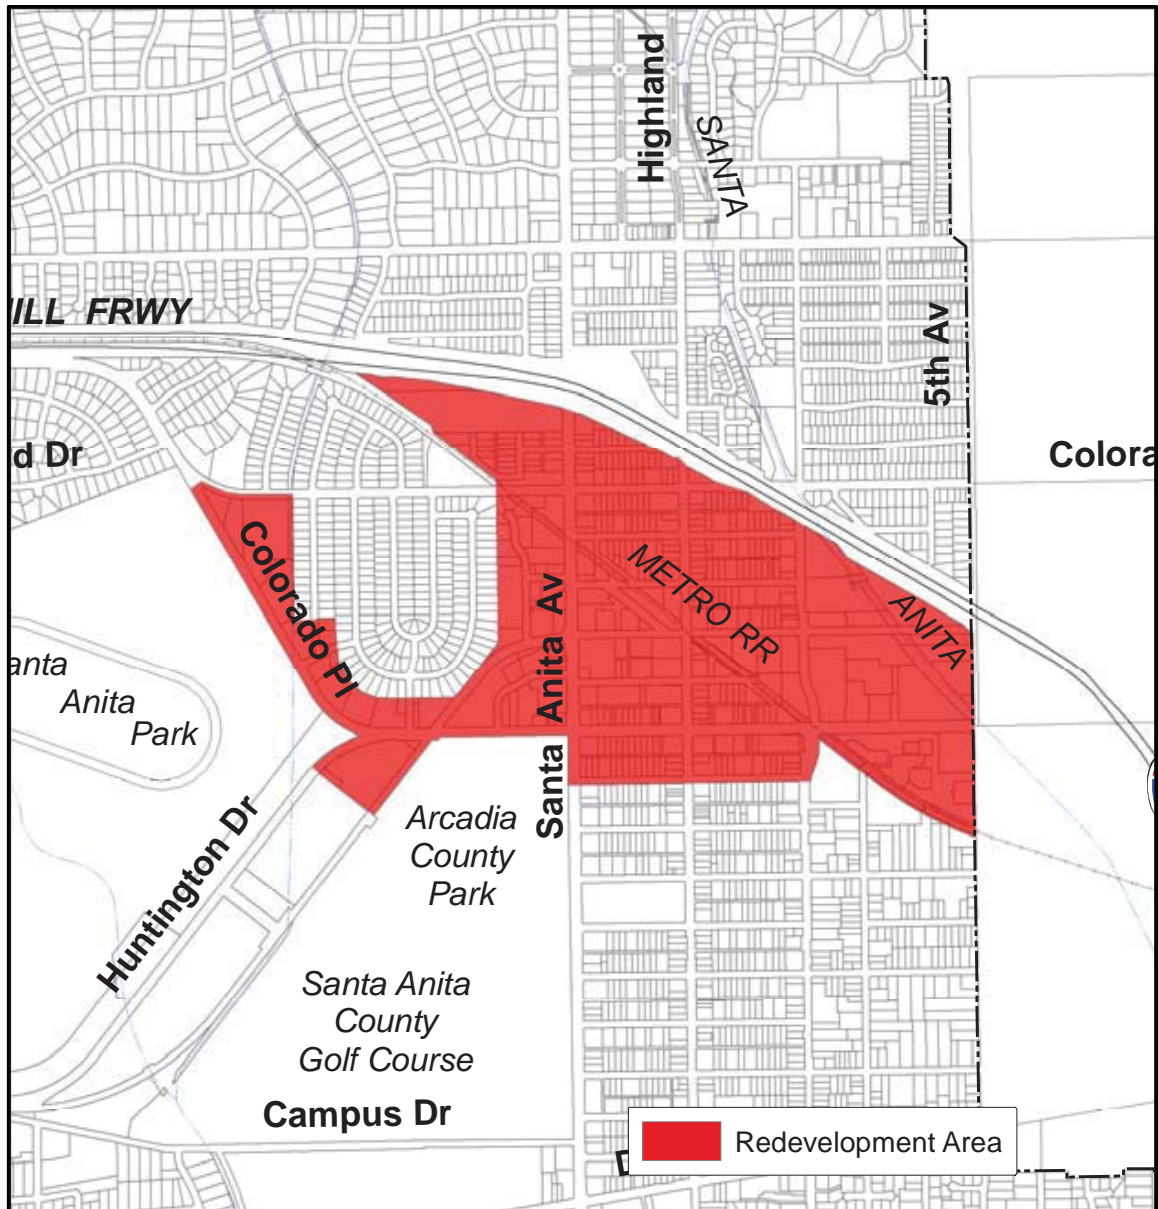 Highland
SANTA
ILL FRWY
5th Av
d Dr
Colora
Colorado Pl
METRO RR
ANITA
Santa Anita Av
anta
Anita
Park
Huntington Dr
Arcadia
County
Park
Santa Anita
County
Golf Course
Campus Dr
Redevelopment Area